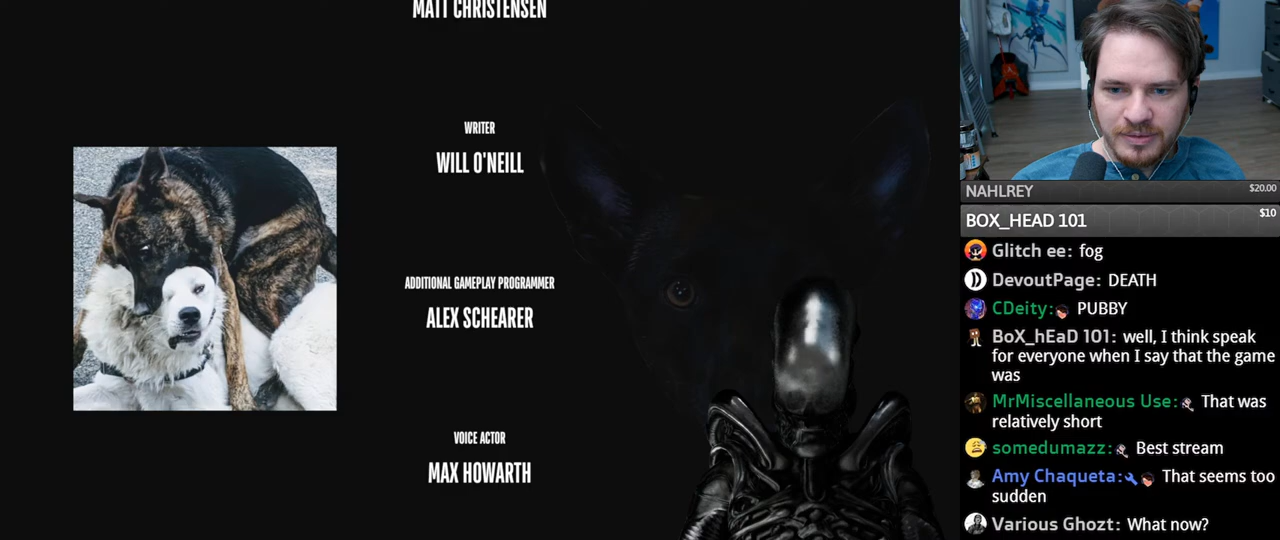 MATT CHRISTENSEN
WRITER
WILL O'NEILL
ADDITIONAL GAMEPLAY PROGRAMMER
ALEX SCHEARER
VOICE ACTOR
MAX HOWARTH
NAHLREY $20.00
BOX_HEAD 101 $10
Glitch ee: fog
DevoutPage: DEATH
CDeity: PUBBY
BoX_hEaD 101: well, I think speak
for everyone when I say that the game
was
MrMiscellaneous Use: That was
relatively short
somedumazz: Best stream
Amy Chaqueta: That seems too
sudden
Various Ghozt: What now?